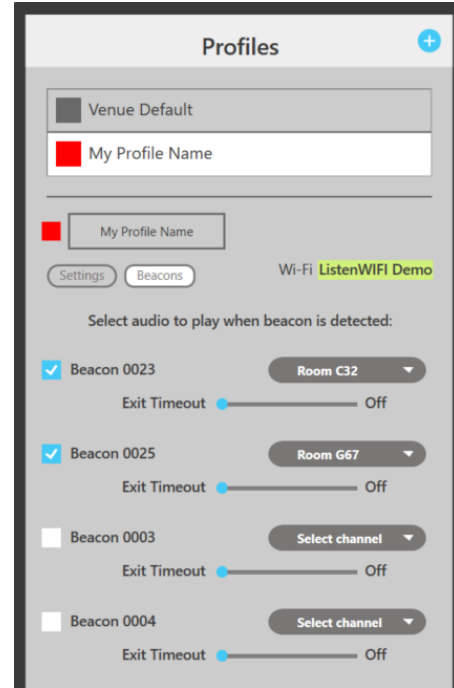 Profiles
Venue Default
My Profile Name
My Profile Name
Settings Beacons Wi-Fi ListenWIFI Demo
Select audio to play when beacon is detected:
Beacon 0023 Room C32
Exit Timeout Off
Beacon 0025 Room G67
Exit Timeout Off
Beacon 0003 Select channel
Exit Timeout Off
Beacon 0004 Select channel
Exit Timeout Off